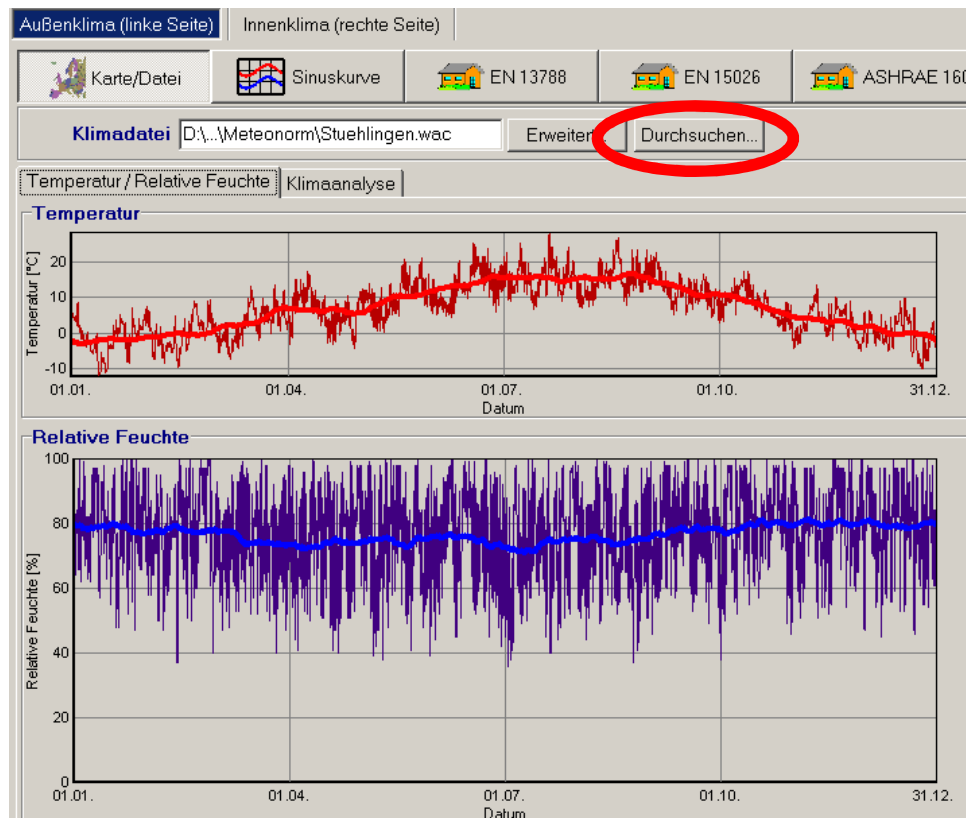 Außenklima (linke Seite) Innenklima (rechte Seite)
Karte/Datei Sinuskurve EN 13788 EN 15026 ASHRAE 160
Klimadatei D:\...\Meteonorm\Stuehlingen.wac Erweitert... Durchsuchen...
Temperatur / Relative Feuchte Klimaanalyse
Temperatur
Temperatur [°C]
20
10
0
-10
01.01. 01.04. 01.07. 01.10. 31.12.
Datum
Relative Feuchte
Relative Feuchte [%]
100
80
60
40
20
0
01.01. 01.04. 01.07. 01.10. 31.12.
Datum